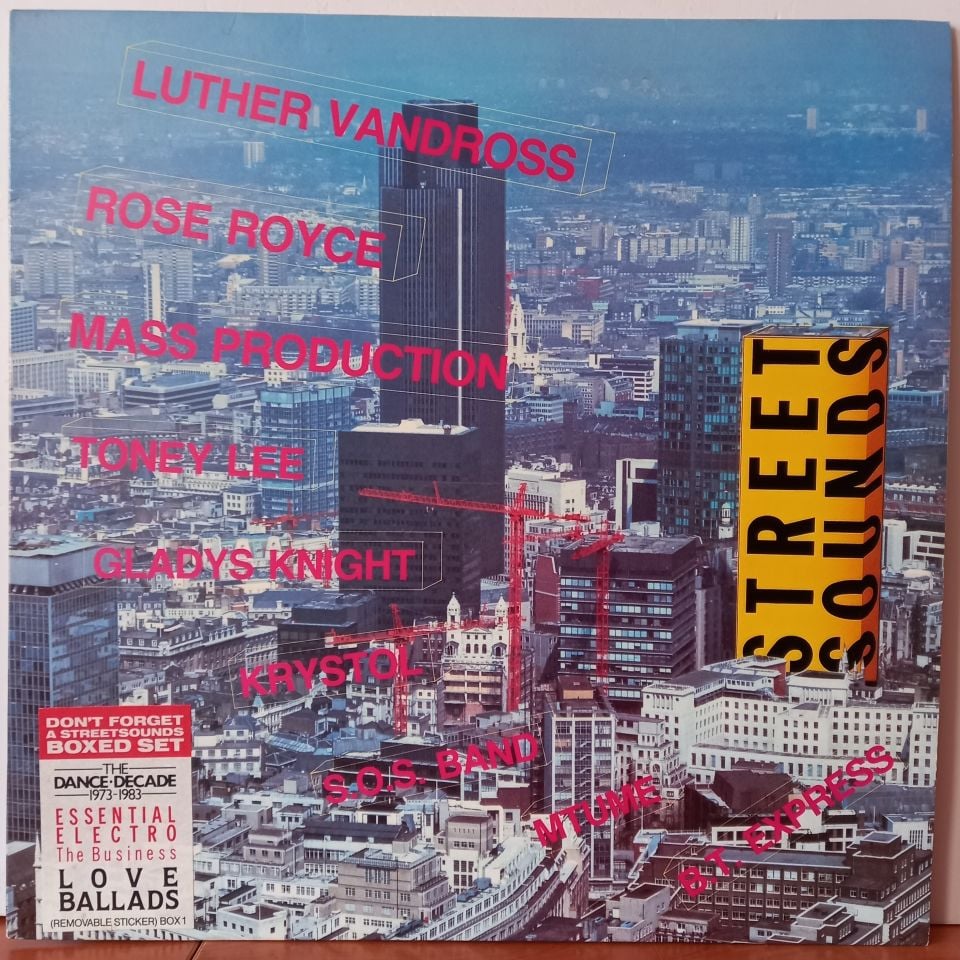 LUTHER VANDROSS
ROSE ROYCE
MASS PRODUCTION
TONEY LEE
GLADYS KNIGHT
KRYSTOL
S.O.S. BAND
MTUME
B.T. EXPRESS
STREET
SOUNDS
DON'T FORGET
A STREETSOUNDS
BOXED SET
THE
DANCE·DECADE
1973-1983
ESSENTIAL
ELECTRO
The Business
LOVE
BALLADS
(REMOVABLE STICKER) BOX 1